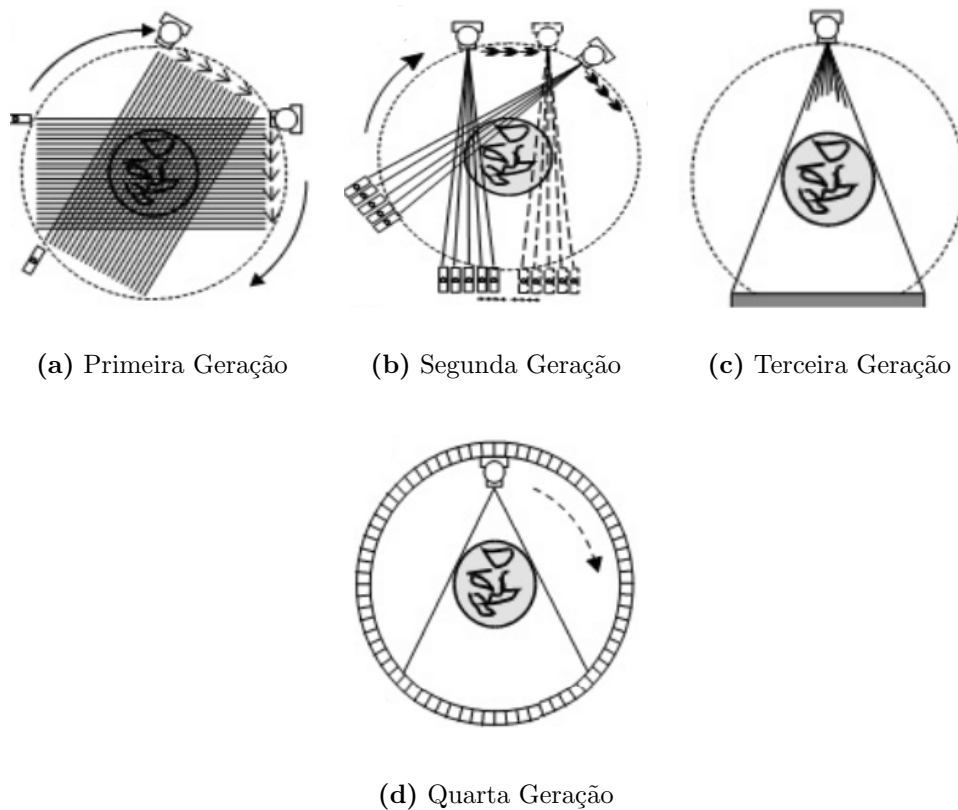 (a) Primeira Geração
(b) Segunda Geração
(c) Terceira Geração
(d) Quarta Geração